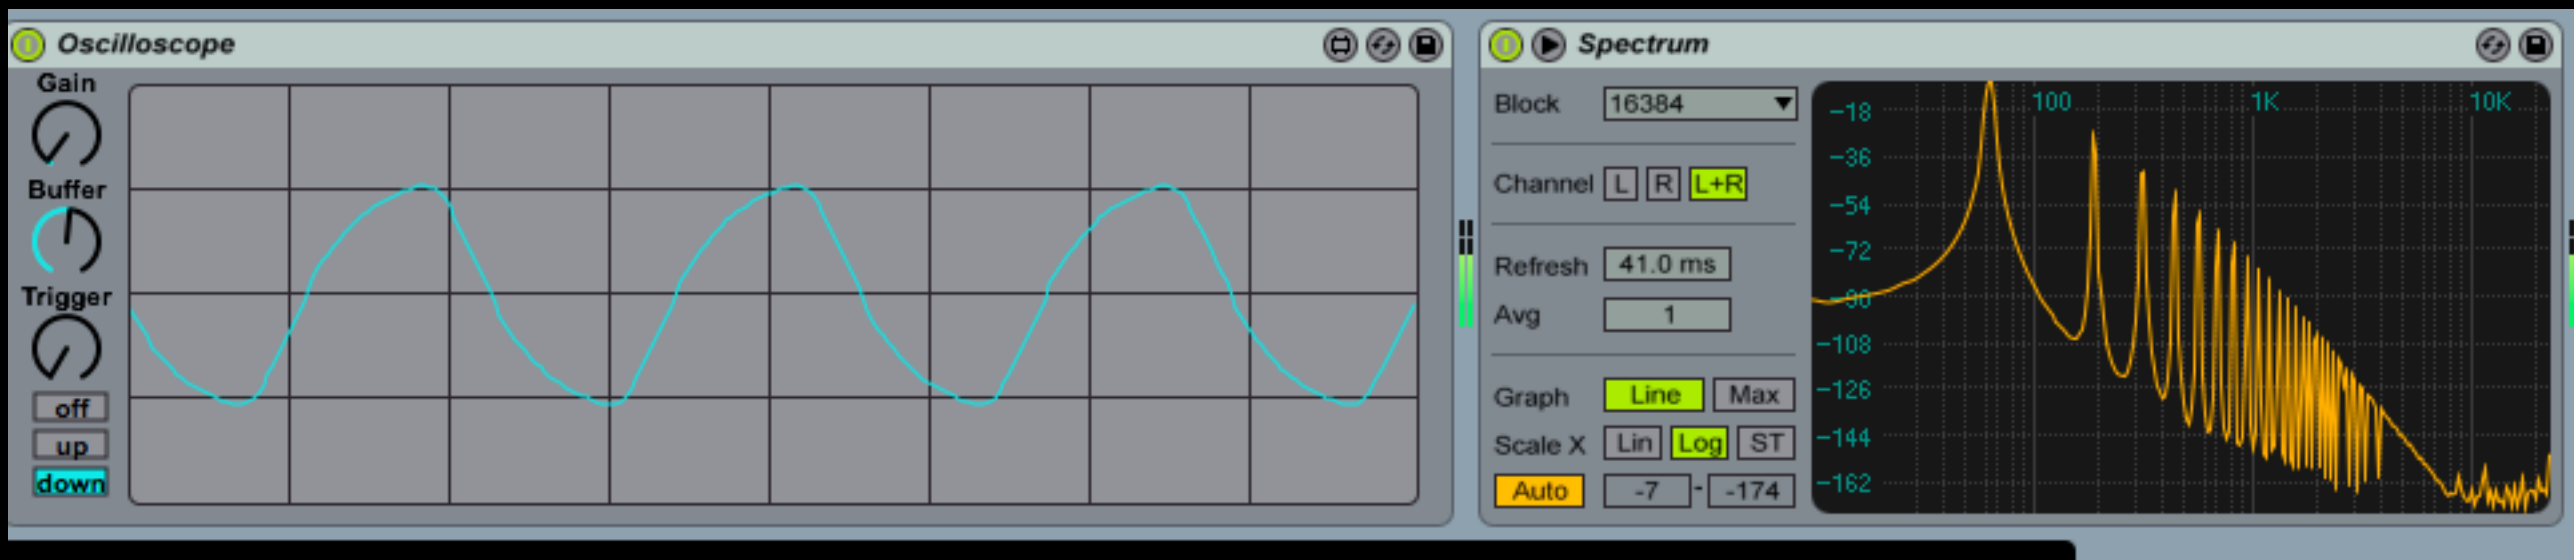 Oscilloscope
Gain
Buffer
Trigger
off
up
down
Spectrum
Block 16384
Channel L R L+R
Refresh 41.0 ms
Avg 1
Graph Line Max
Scale X Lin Log ST
Auto -7 - -174
100 1K 10K
-18
-36
-54
-72
-90
-108
-126
-144
-162